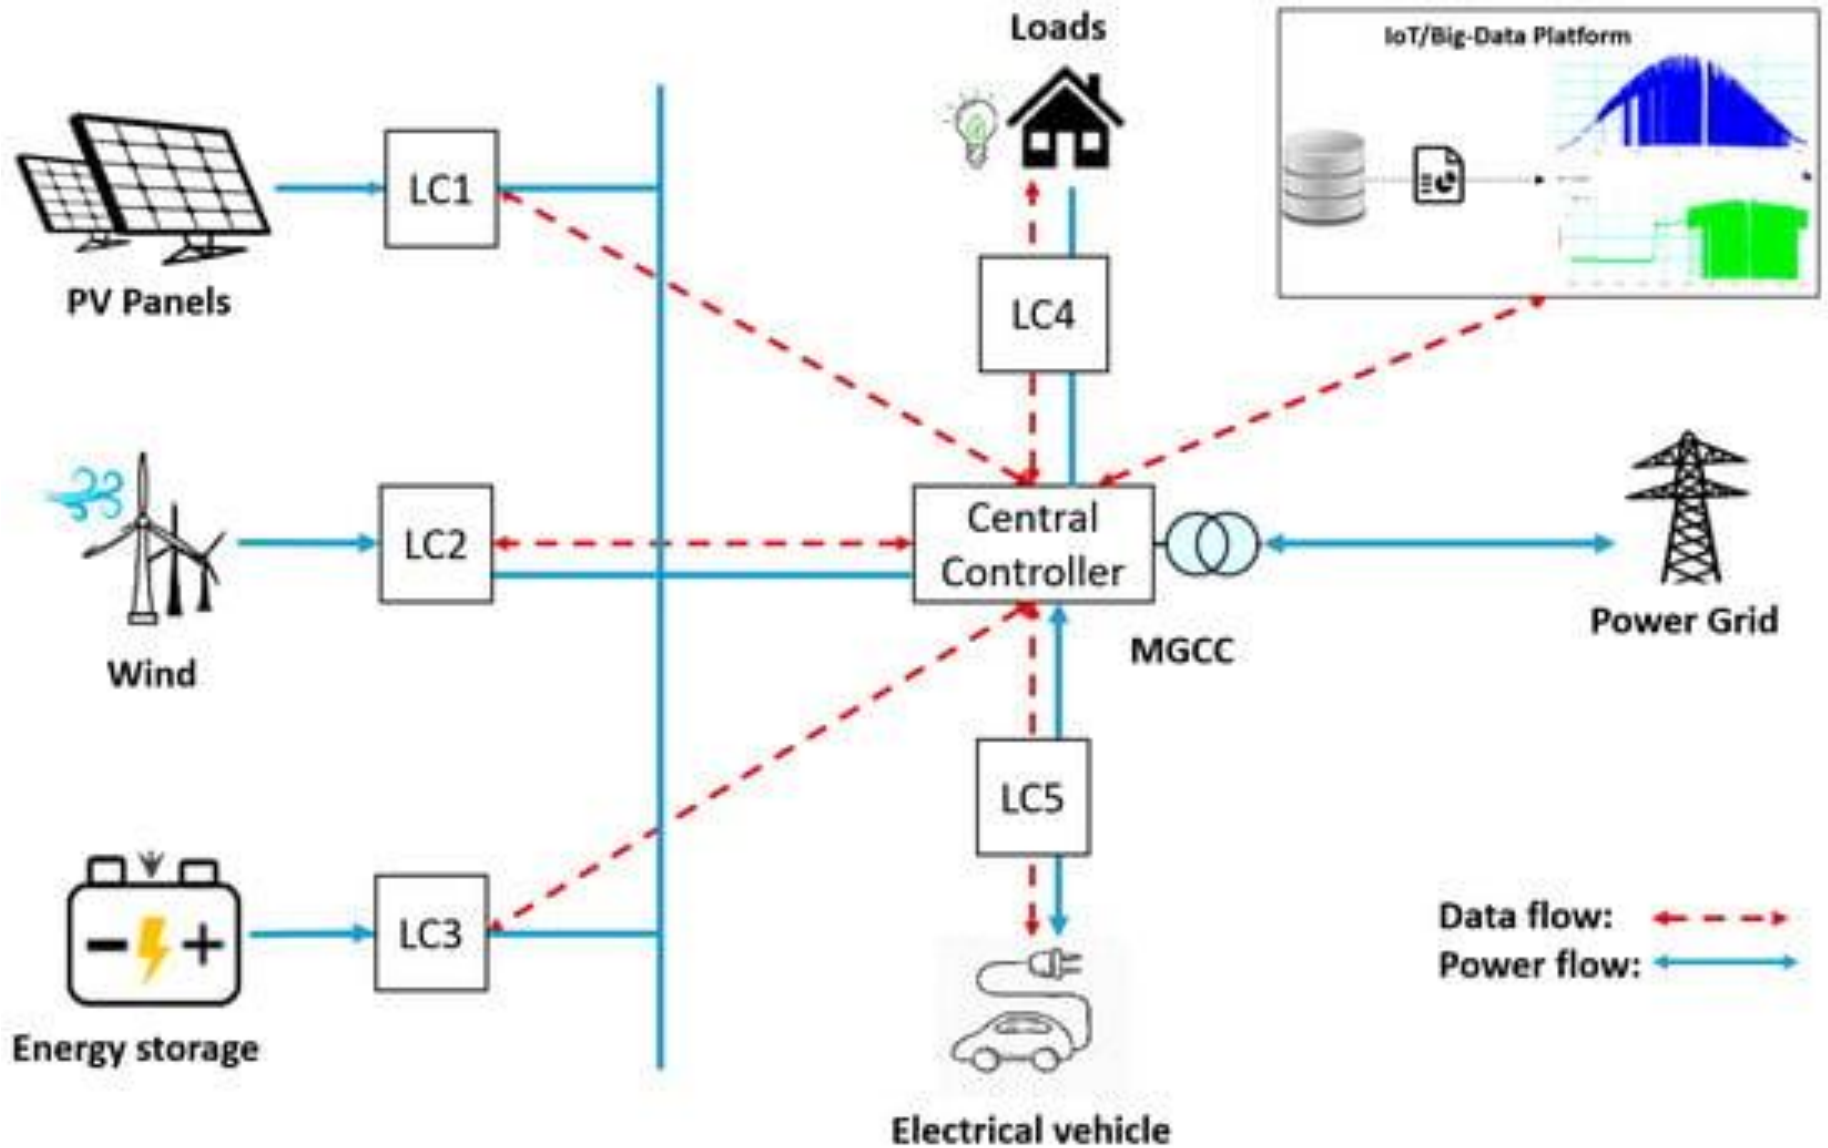 Loads
IoT/Big-Data Platform
LC1
PV Panels
LC4
LC2
Central
Controller
Wind
MGCC
Power Grid
LC5
LC3
Data flow:
Power flow:
Energy storage
Electrical vehicle